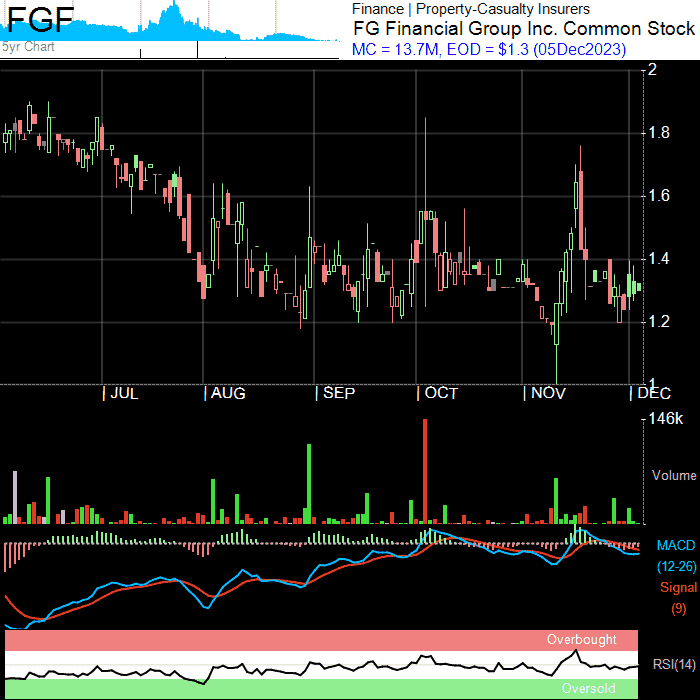 FGF
5yr Chart
Finance | Property-Casualty Insurers
FG Financial Group Inc. Common Stock
MC = 13.7M, EOD = $1.3 (05Dec2023)
2
1.8
1.6
1.4
1.2
1
JUL AUG SEP OCT NOV DEC
146k
Volume
MACD
(12-26)
Signal
(9)
Overbought
RSI(14)
Oversold